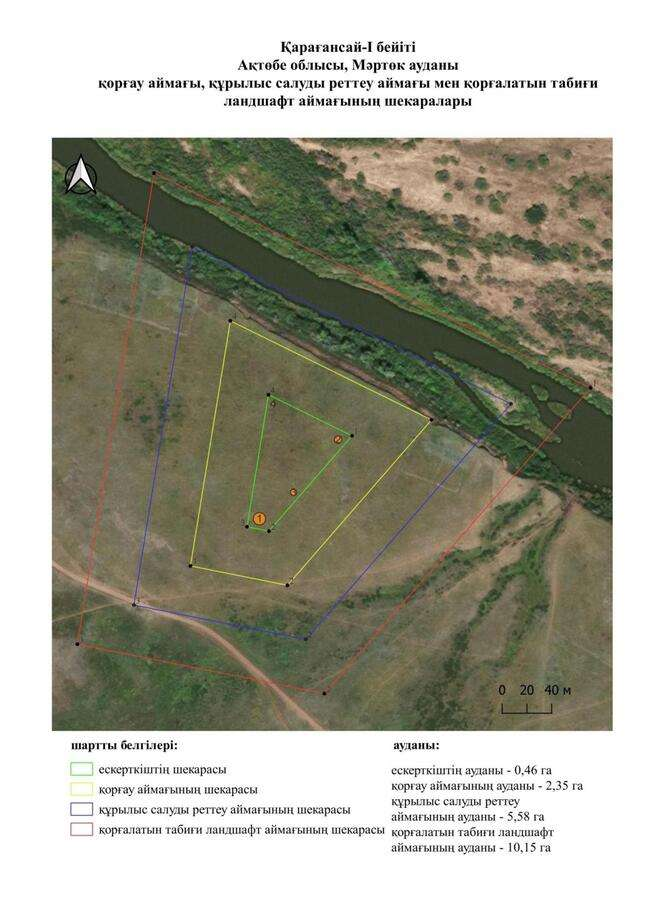 Қарағансай-I бейіті
Ақтөбе облысы, Мәртөк ауданы
қорғау аймағы, құрылыс салуды реттеу аймағы мен қорғалатын табиғи
ландшафт аймағының шекаралары
1
2
0 20 40 м
шартты белгілері:
ескерткіштің шекарасы
қорғау аймағының шекарасы
құрылыс салуды реттеу аймағының шекарасы
қорғалатын табиғи ландшафт аймағының шекарасы
ауданы:
ескерткіштің ауданы - 0,46 га
қорғау аймағының ауданы - 2,35 га
құрылыс салуды реттеу
аймағының ауданы - 5,58 га
қорғалатын табиғи ландшафт
аймағының ауданы - 10,15 га